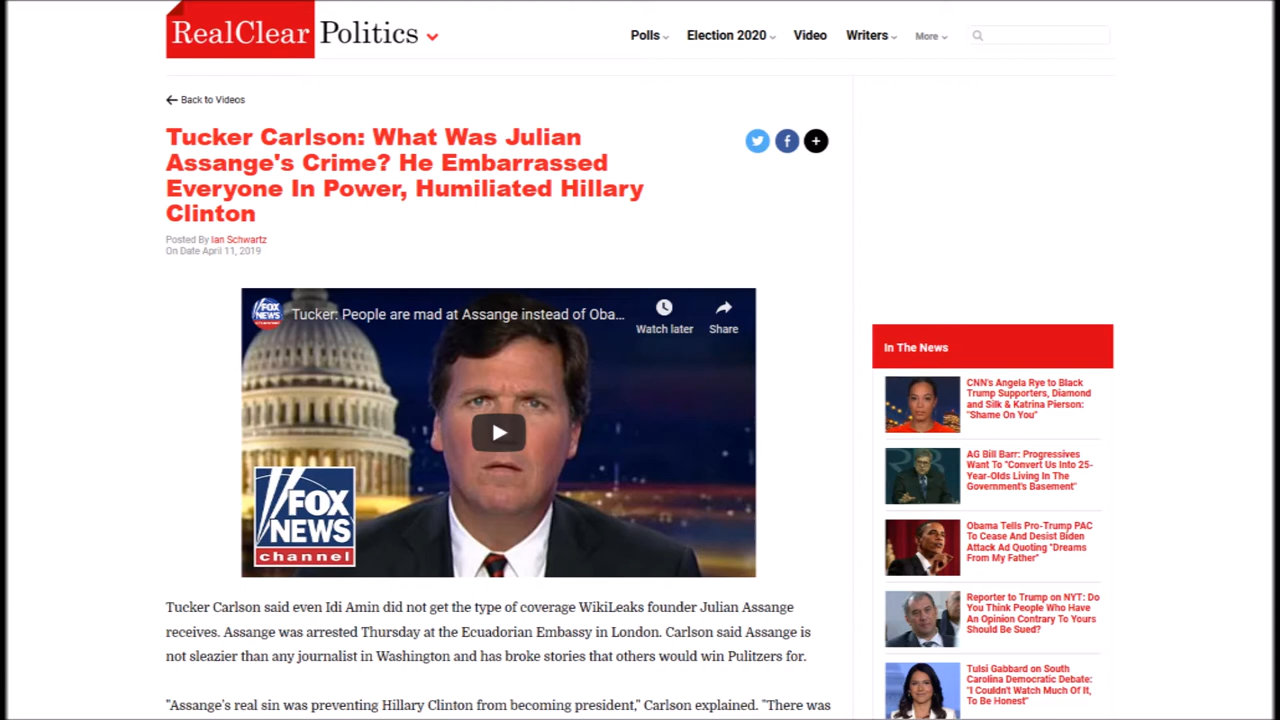 RealClear Politics
Polls
Election 2020
Video
Writers
More
Back to Videos
Tucker Carlson: What Was Julian
Assange's Crime? He Embarrassed
Everyone In Power, Humiliated Hillary
Clinton
Posted By Ian Schwartz
On Date April 11, 2019
FOX
NEWS
Tucker: People are mad at Assange instead of Oba...
Watch later
Share
FOX
NEWS
channel
Tucker Carlson said even Idi Amin did not get the type of coverage WikiLeaks founder Julian Assange
receives. Assange was arrested Thursday at the Ecuadorian Embassy in London. Carlson said Assange is
not sleazier than any journalist in Washington and has broke stories that others would win Pulitzers for.
"Assange's real sin was preventing Hillary Clinton from becoming president," Carlson explained. "There was
In The News
CNN's Angela Rye to Black
Trump Supporters, Diamond
and Silk & Katrina Pierson:
"Shame On You"
AG Bill Barr: Progressives
Want To "Convert Us Into 25-
Year-Olds Living In The
Government's Basement"
Obama Tells Pro-Trump PAC
To Cease And Desist Biden
Attack Ad Quoting "Dreams
From My Father"
Reporter to Trump on NYT: Do
You Think People Who Have
An Opinion Contrary To Yours
Should Be Sued?
Tulsi Gabbard on South
Carolina Democratic Debate:
"I Couldn't Watch Much Of It,
To Be Honest"